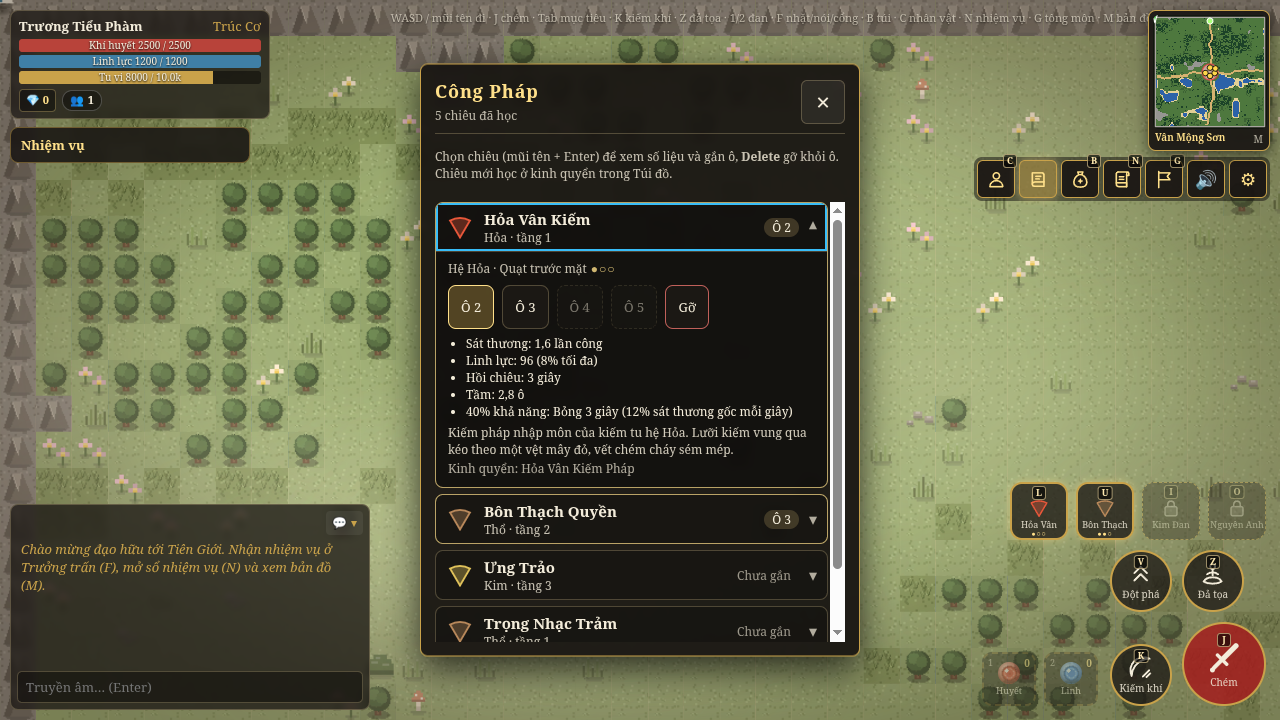 Trương Tiểu Phàm
Trúc Cơ
Khí huyết 2500 / 2500
Linh lực 1200 / 1200
Tu vi 8000 / 10.0k
💎 0
👥 1
Nhiệm vụ
WASD / mũi tên đi · J chém · Tab mục tiêu · K kiếm khí · Z đả tọa · 1/2 đan · F nhặt/nói/cổng · B túi · C nhân vật · N nhiệm vụ · G tông môn · M bản đ
Vân Mộng Sơn
M
C
B
N
G
Công Pháp
5 chiêu đã học
Chọn chiêu (mũi tên + Enter) để xem số liệu và gắn ô, Delete gỡ khỏi ô.
Chiêu mới học ở kinh quyển trong Túi đồ.
Hỏa Vân Kiếm
Hỏa · tầng 1
Ô 2
Hệ Hỏa · Quạt trước mặt
Ô 2
Ô 3
Ô 4
Ô 5
Gỡ
Sát thương: 1,6 lần công
Linh lực: 96 (8% tối đa)
Hồi chiêu: 3 giây
Tầm: 2,8 ô
40% khả năng: Bỏng 3 giây (12% sát thương gốc mỗi giây)
Kiếm pháp nhập môn của kiếm tu hệ Hỏa. Lưỡi kiếm vung qua
kéo theo một vệt mây đỏ, vết chém cháy sém mép.
Kinh quyển: Hỏa Vân Kiếm Pháp
Bôn Thạch Quyền
Thổ · tầng 2
Ô 3
Ưng Trảo
Kim · tầng 3
Chưa gắn
Trọng Nhạc Trảm
Thổ · tầng 1
Chưa gắn
Chào mừng đạo hữu tới Tiên Giới. Nhận nhiệm vụ ở
Trưởng trấn (F), mở sổ nhiệm vụ (N) và xem bản đồ
(M).
Truyền âm... (Enter)
L
Hỏa Vân
U
Bôn Thạch
I
Kim Đan
O
Nguyên Anh
V
Đột phá
Z
Đả tọa
1
0
Huyết
2
0
Linh
K
Kiếm khí
J
Chém